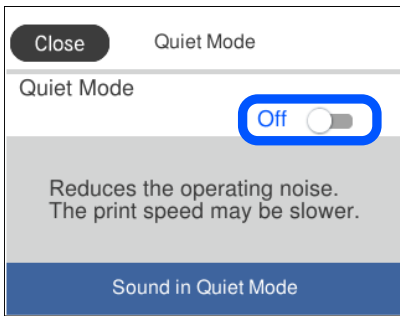 Close
Quiet Mode
Quiet Mode
Off
Reduces the operating noise.
The print speed may be slower.
Sound in Quiet Mode